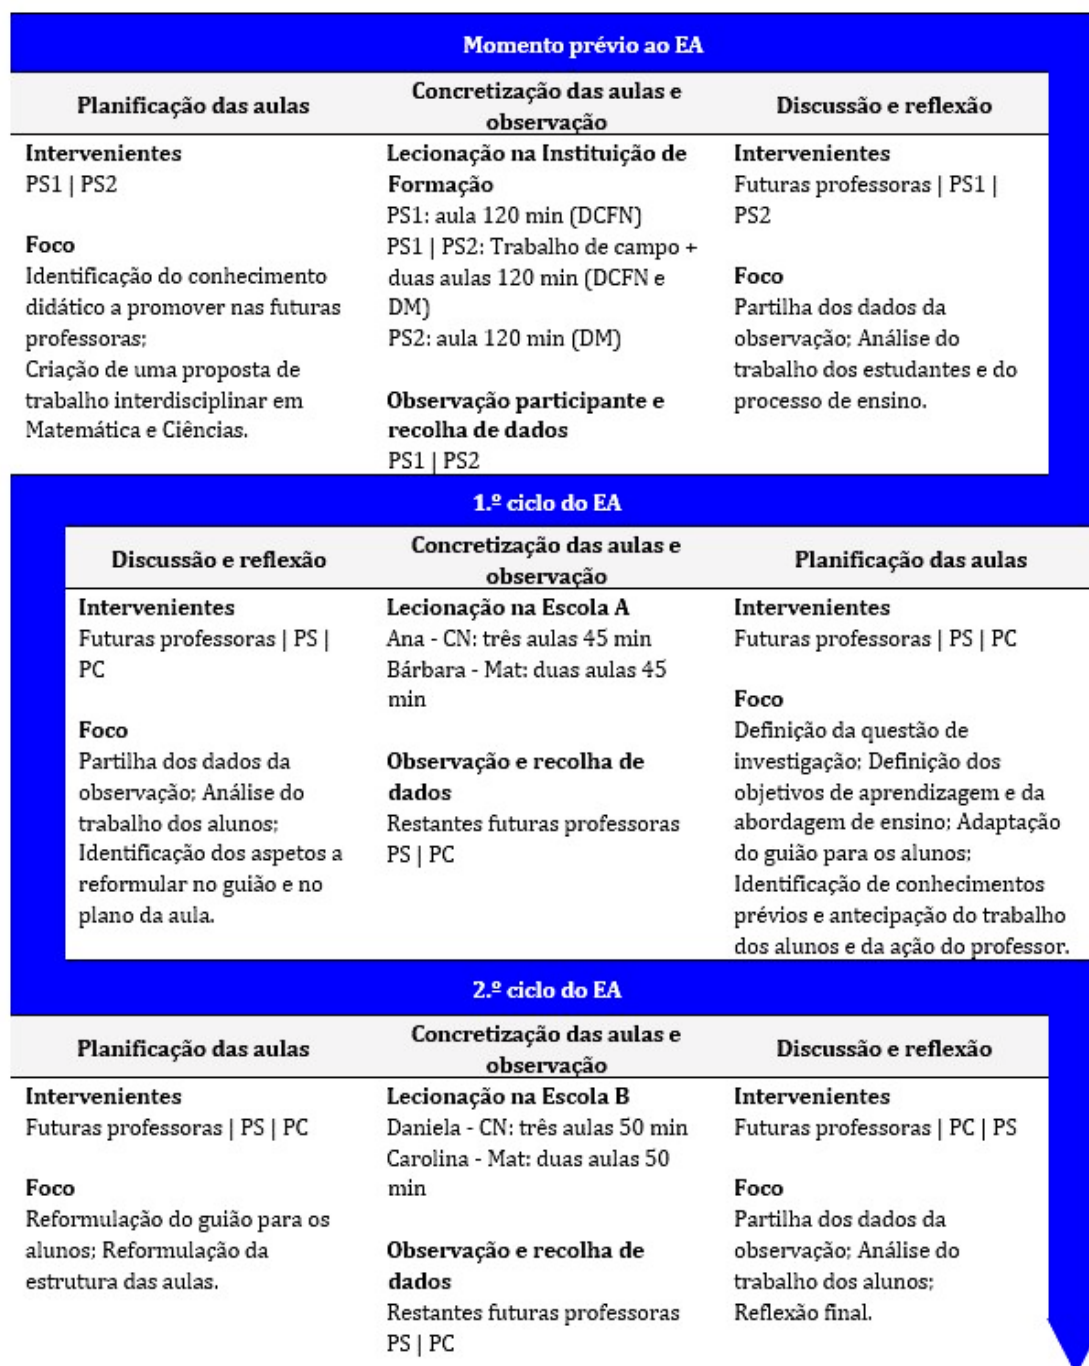 Momento prévio ao EA
Planificação das aulas
Concretização das aulas e
observação
Discussão e reflexão
Intervenientes
PS1 | PS2
Foco
Identificação do conhecimento
didático a promover nas futuras
professoras;
Criação de uma proposta de
trabalho interdisciplinar em
Matemática e Ciências.
Lecionação na Instituição de
Formação
PS1: aula 120 min (DCFN)
PS1 | PS2: Trabalho de campo +
duas aulas 120 min (DCFN e
DM)
PS2: aula 120 min (DM)
Observação participante e
recolha de dados
PS1 | PS2
Intervenientes
Futuras professoras | PS1 |
PS2
Foco
Partilha dos dados da
observação; Análise do
trabalho dos estudantes e do
processo de ensino.
1.º ciclo do EA
Discussão e reflexão
Concretização das aulas e
observação
Planificação das aulas
Intervenientes
Futuras professoras | PS |
PC
Foco
Partilha dos dados da
observação; Análise do
trabalho dos alunos;
Identificação dos aspetos a
reformular no guião e no
plano da aula.
Lecionação na Escola A
Ana - CN: três aulas 45 min
Bárbara - Mat: duas aulas 45
min
Observação e recolha de
dados
Restantes futuras professoras
PS | PC
Intervenientes
Futuras professoras | PS | PC
Foco
Definição da questão de
investigação; Definição dos
objetivos de aprendizagem e da
abordagem de ensino; Adaptação
do guião para os alunos;
Identificação de conhecimentos
prévios e antecipação do trabalho
dos alunos e da ação do professor.
2.º ciclo do EA
Planificação das aulas
Concretização das aulas e
observação
Discussão e reflexão
Intervenientes
Futuras professoras | PS | PC
Foco
Reformulação do guião para os
alunos; Reformulação da
estrutura das aulas.
Lecionação na Escola B
Daniela - CN: três aulas 50 min
Carolina - Mat: duas aulas 50
min
Observação e recolha de
dados
Restantes futuras professoras
PS | PC
Intervenientes
Futuras professoras | PC | PS
Foco
Partilha dos dados da
observação; Análise do
trabalho dos alunos;
Reflexão final.